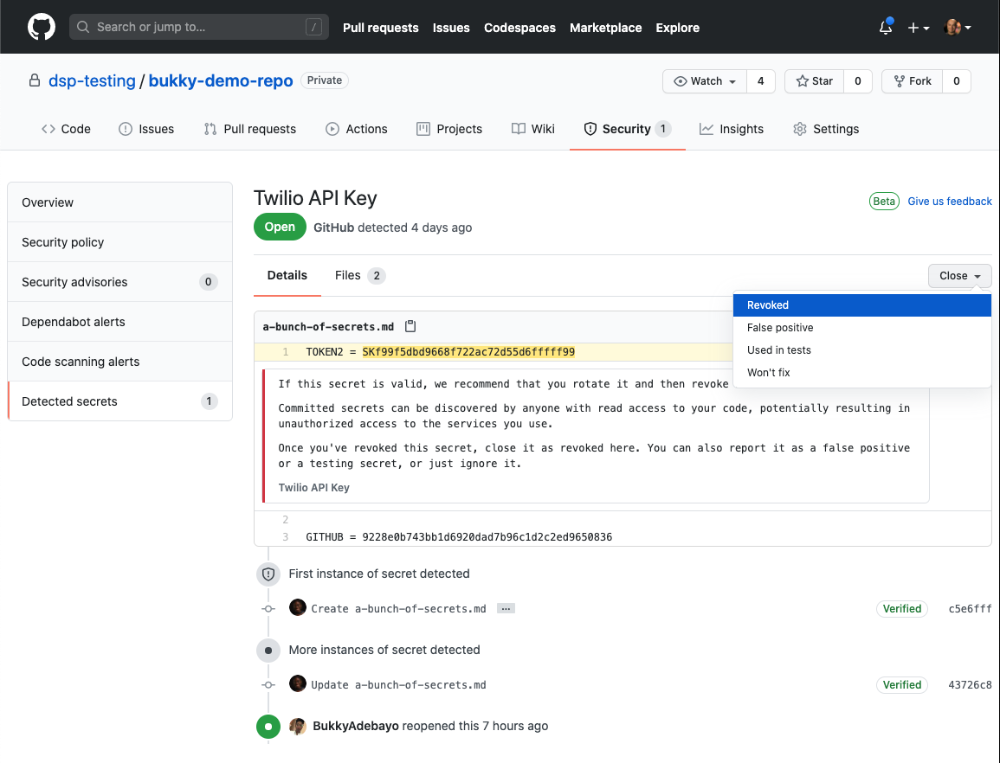 Search or jump to... /
Pull requests
Issues
Codespaces
Marketplace
Explore
dsp-testing / bukky-demo-repo Private
Watch 4
Star 0
Fork 0
Code
Issues
Pull requests
Actions
Projects
Wiki
Security 1
Insights
Settings
Overview
Security policy
Security advisories 0
Dependabot alerts
Code scanning alerts
Detected secrets 1
Twilio API Key
Beta Give us feedback
Open GitHub detected 4 days ago
Details
Files 2
Close
Revoked
False positive
Used in tests
Won't fix
a-bunch-of-secrets.md
1 TOKEN2 = SKf99f5dbd9668f722ac72d55d6fffff99
If this secret is valid, we recommend that you rotate it and then revoke
Committed secrets can be discovered by anyone with read access to your code, potentially resulting in
unauthorized access to the services you use.
Once you've revoked this secret, close it as revoked here. You can also report it as a false positive
or a testing secret, or just ignore it.
Twilio API Key
2
3 GITHUB = 9228e0b743bb1d6920dad7b96c1d2c2ed9650836
First instance of secret detected
Create a-bunch-of-secrets.md ... Verified c5e6fff
More instances of secret detected
Update a-bunch-of-secrets.md Verified 43726c8
BukkyAdebayo reopened this 7 hours ago